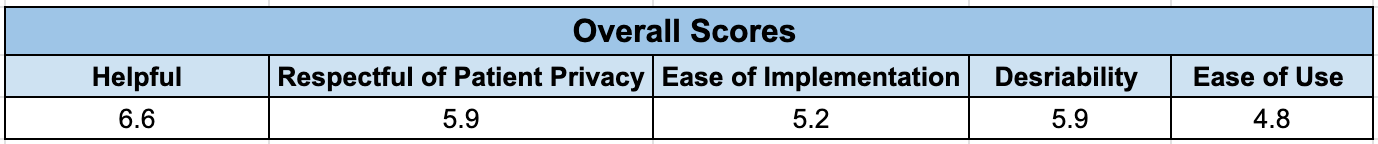 Overall Scores
Helpful Respectful of Patient Privacy Ease of Implementation Desriability Ease of Use
6.6 5.9 5.2 5.9 4.8